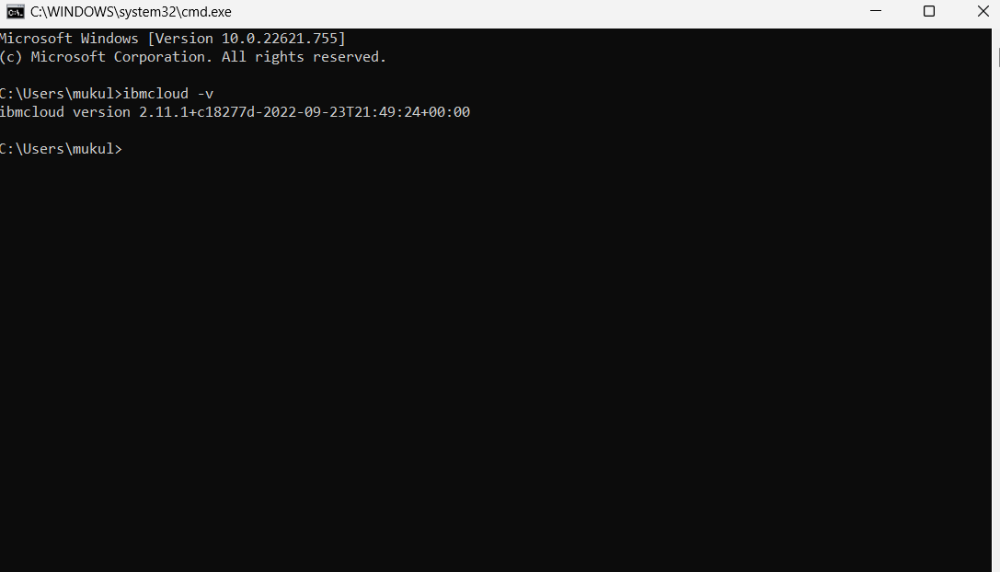 C:\WINDOWS\system32\cmd.exe
Microsoft Windows [Version 10.0.22621.755]
(c) Microsoft Corporation. All rights reserved.
C:\Users\mukul>ibmcloud -v
ibmcloud version 2.11.1+c18277d-2022-09-23T21:49:24+00:00
C:\Users\mukul>